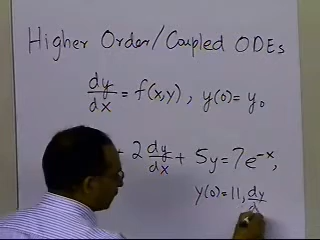 Higher Order/Coupled ODEs
dy/dx = f(x,y), y(0)=y₀
+ 2 dy/dx + 5y = 7e^{-x},
y(0)=11, dy/d